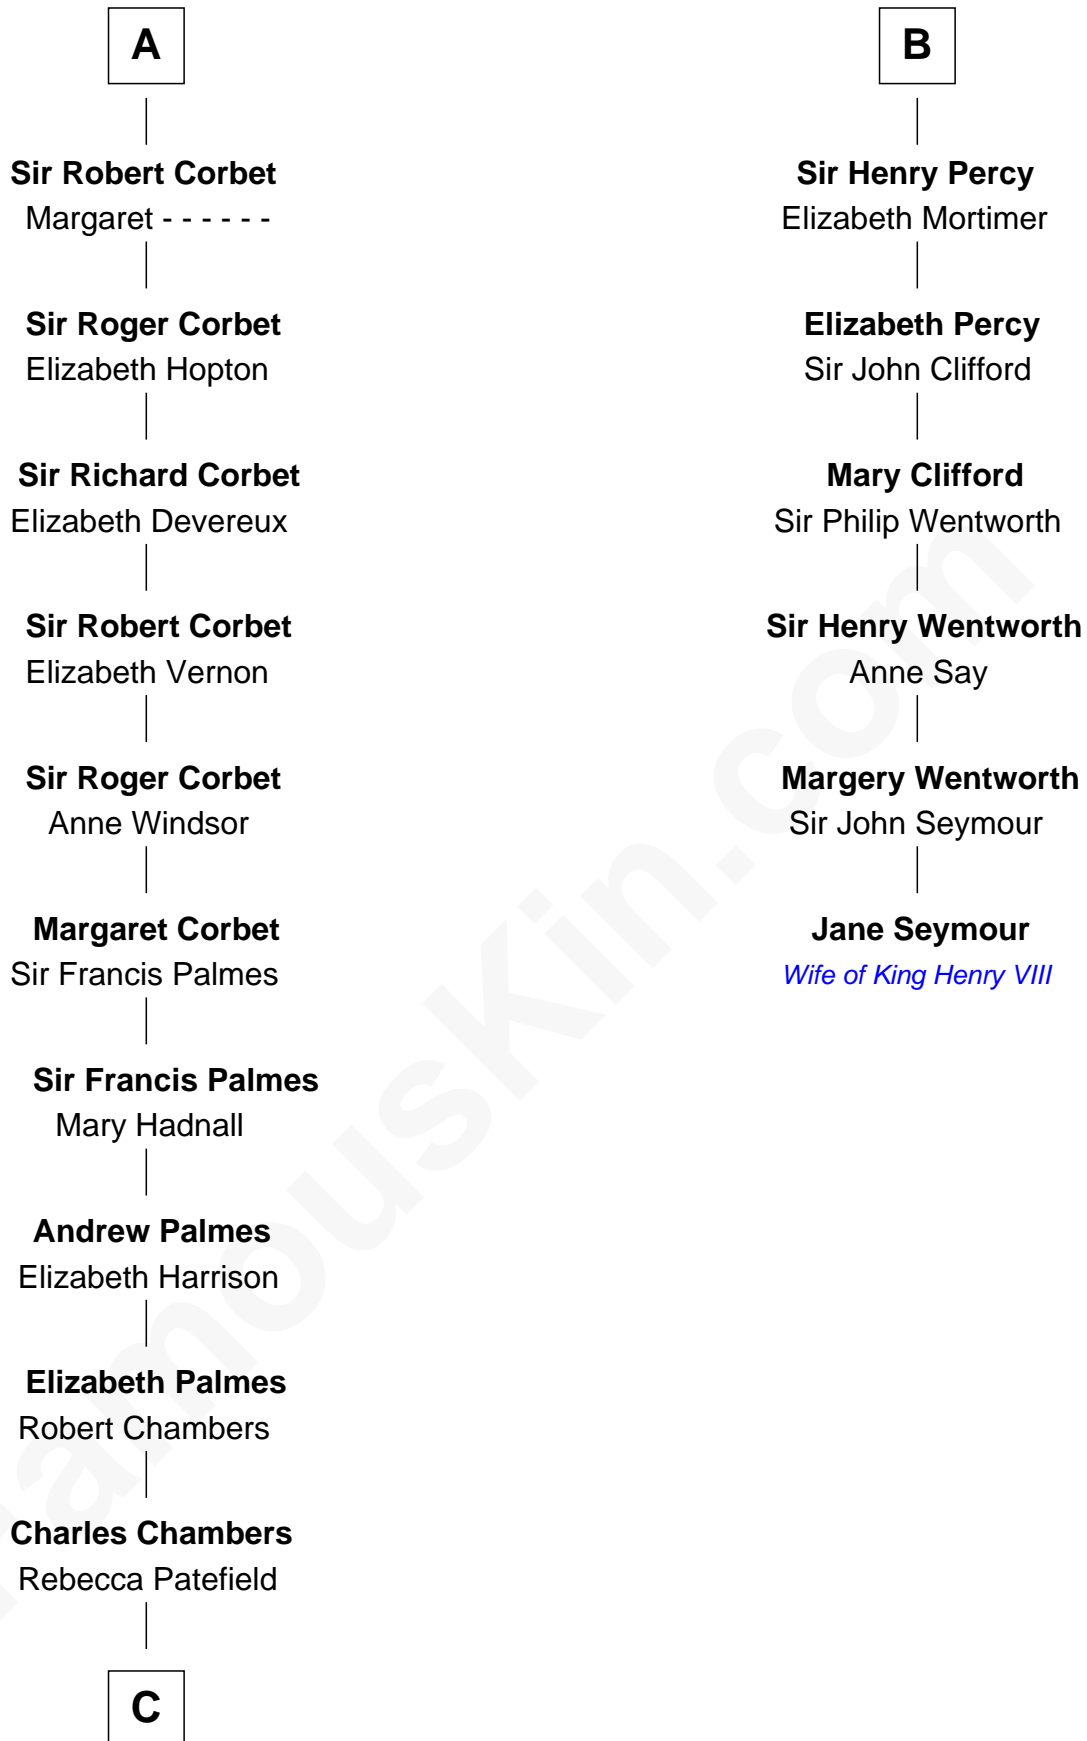 A
Sir Robert Corbet
Margaret - - - - - -
Sir Roger Corbet
Elizabeth Hopton
Sir Richard Corbet
Elizabeth Devereux
Sir Robert Corbet
Elizabeth Vernon
Sir Roger Corbet
Anne Windsor
Margaret Corbet
Sir Francis Palmes
Sir Francis Palmes
Mary Hadnall
Andrew Palmes
Elizabeth Harrison
Elizabeth Palmes
Robert Chambers
Charles Chambers
Rebecca Patefield
C
B
Sir Henry Percy
Elizabeth Mortimer
Elizabeth Percy
Sir John Clifford
Mary Clifford
Sir Philip Wentworth
Sir Henry Wentworth
Anne Say
Margery Wentworth
Sir John Seymour
Jane Seymour
Wife of King Henry VIII
FamousKin.com